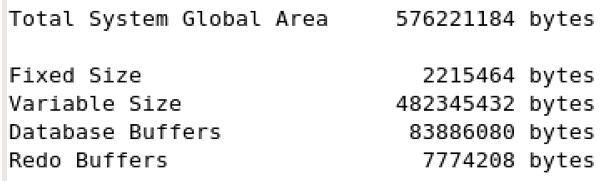 Total System Global Area 576221184 bytes
Fixed Size 2215464 bytes
Variable Size 482345432 bytes
Database Buffers 83886080 bytes
Redo Buffers 7774208 bytes